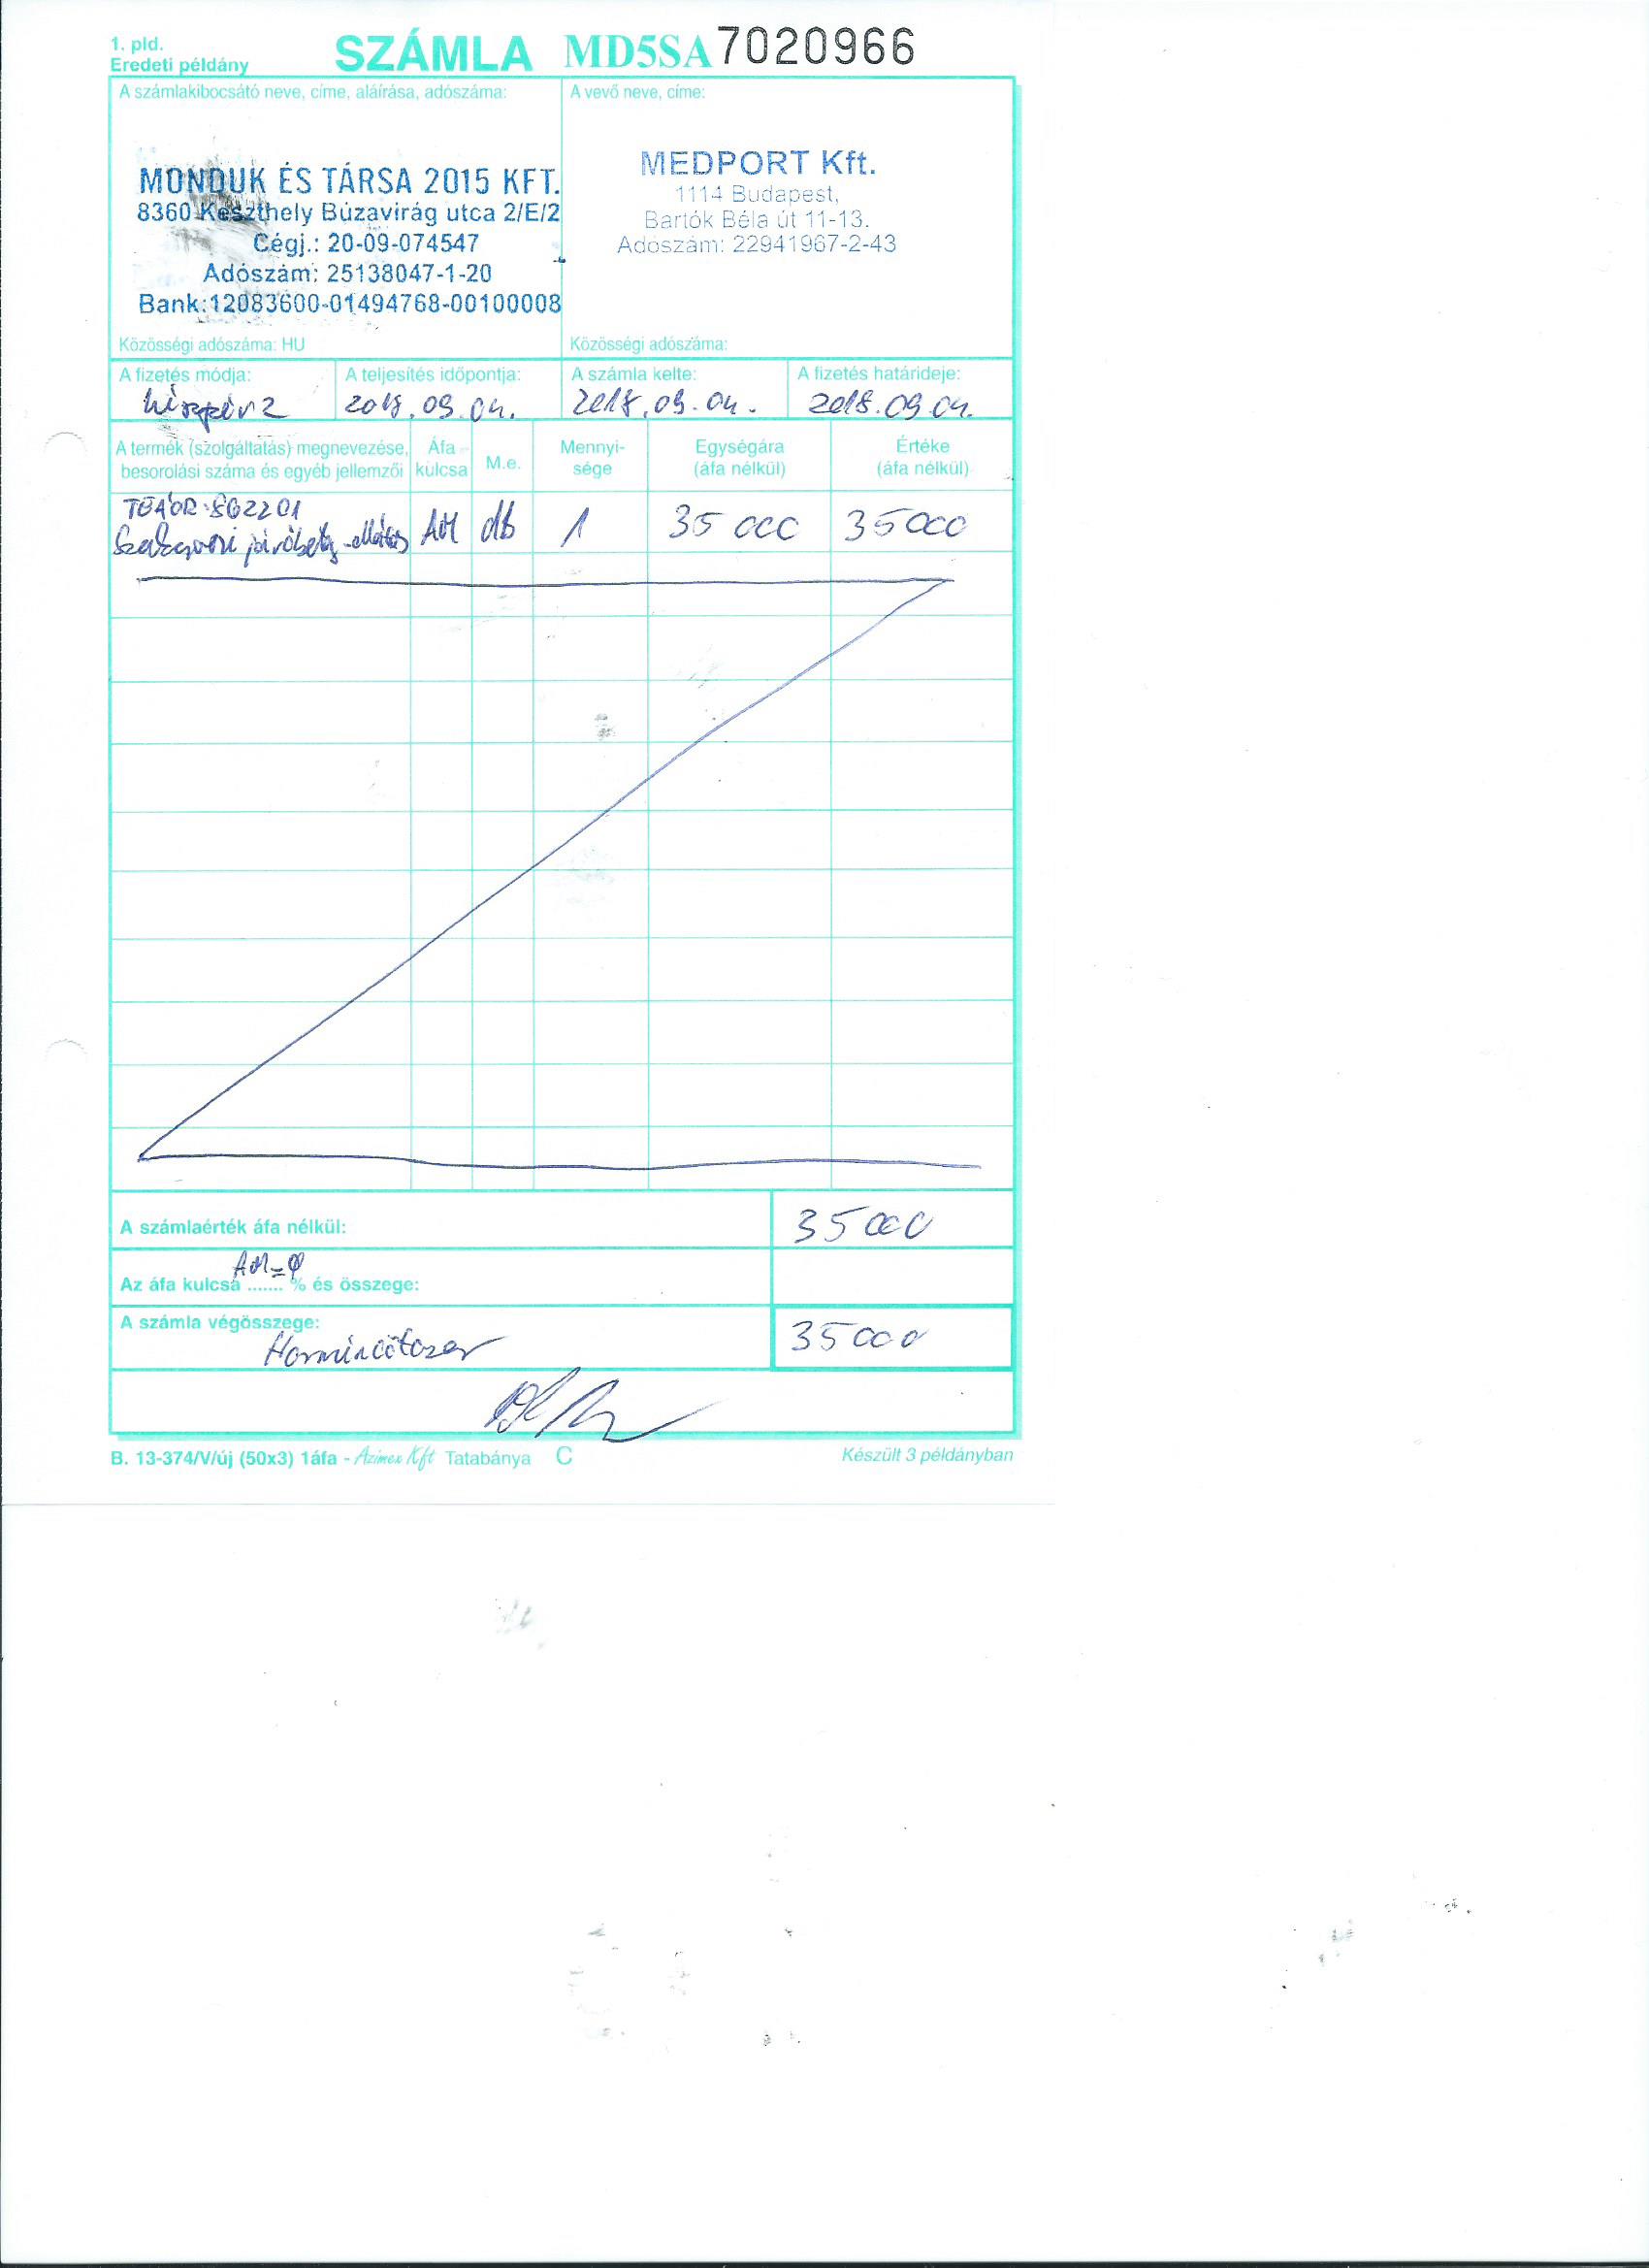 1. pld.
Eredeti példány
SZÁMLA MD5SA 7020966
A számlakibocsátó neve, címe, aláírása, adószáma:
MONDUK ÉS TÁRSA 2015 KFT.
8360 Keszthely Búzavirág utca 2/E/2
Cégj.: 20-09-074547
Adószám: 25138047-1-20
Bank:12083600-01494768-00100008
Közösségi adószáma: HU
A vevő neve, címe:
MEDPORT Kft.
1114 Budapest,
Bartók Béla út 11-13.
Adószám: 22941967-2-43
Közösségi adószáma:
A fizetés módja:
készpénz
A teljesítés időpontja:
2018.09.04.
A számla kelte:
2018.09.04.
A fizetés határideje:
2018.09.04.
A termék (szolgáltatás) megnevezése, besorolási száma és egyéb jellemzői
Áfa kulcsa
M.e.
Mennyi-
sége
Egységára
(áfa nélkül)
Értéke
(áfa nélkül)
TEÁOR: 862201
Szakorvosi járóbeteg-ellátás AM db 1 35 000 35 000
A számlaérték áfa nélkül: 35 000
AM=0
Az áfa kulcsa ....... % és összege:
A számla végösszege:
Harmincötezer 35 000
B. 13-374/V/új (50x3) 1áfa - Azimex Kft Tatabánya C
Készült 3 példányban